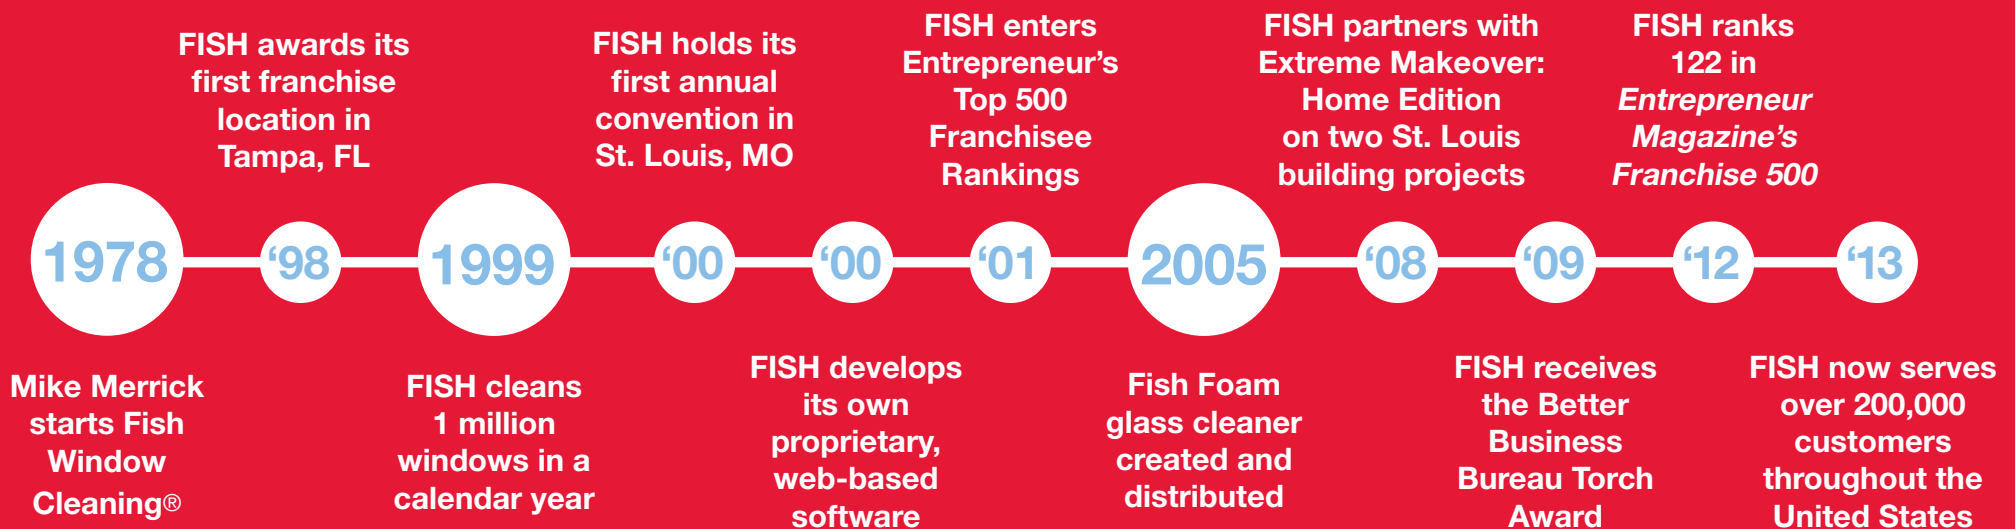 FISH awards its
first franchise
location in
Tampa, FL
FISH holds its
first annual
convention in
St. Louis, MO
FISH enters
Entrepreneur’s
Top 500
Franchisee
Rankings
FISH partners with
Extreme Makeover:
Home Edition
on two St. Louis
building projects
FISH ranks
122 in
Entrepreneur
Magazine’s
Franchise 500
1978 ‘98 1999 ‘00 ‘00 ‘01 2005 ‘08 ‘09 ‘12 ‘13
Mike Merrick
starts Fish
Window
Cleaning®
FISH cleans
1 million
windows in a
calendar year
FISH develops
its own
proprietary,
web-based
software
Fish Foam
glass cleaner
created and
distributed
FISH receives
the Better
Business
Bureau Torch
Award
FISH now serves
over 200,000
customers
throughout the
United States